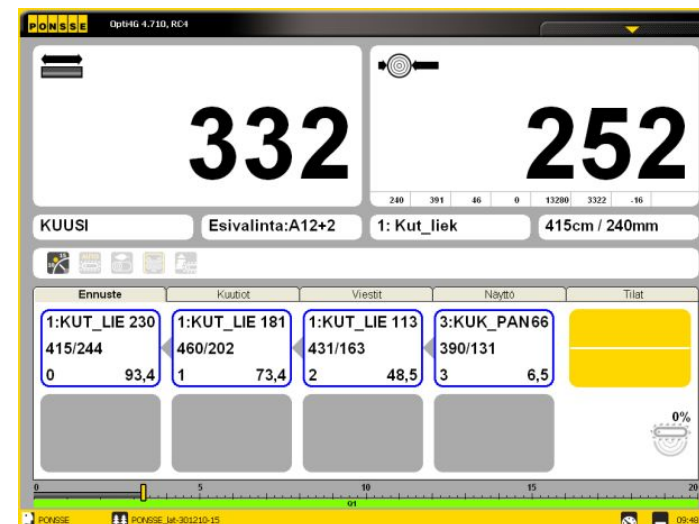 PONSSE Opti4G 4.710, RC4
332
252
240 391 46 0 13280 3322 -16
KUUSI Esivalinta:A12+2 1: Kut_liek 415cm / 240mm
Ennuste Kuutiot Viestit Näyttö Tilat
1:KUT_LIE 230 1:KUT_LIE 181 1:KUT_LIE 113 3:KUK_PAN66
415/244 460/202 431/163 390/131
0 93,4 1 73,4 2 48,5 3 6,5
0%
0 5 10 15 20
01
PONSSE PONSSE_lat-301210-15 09:48